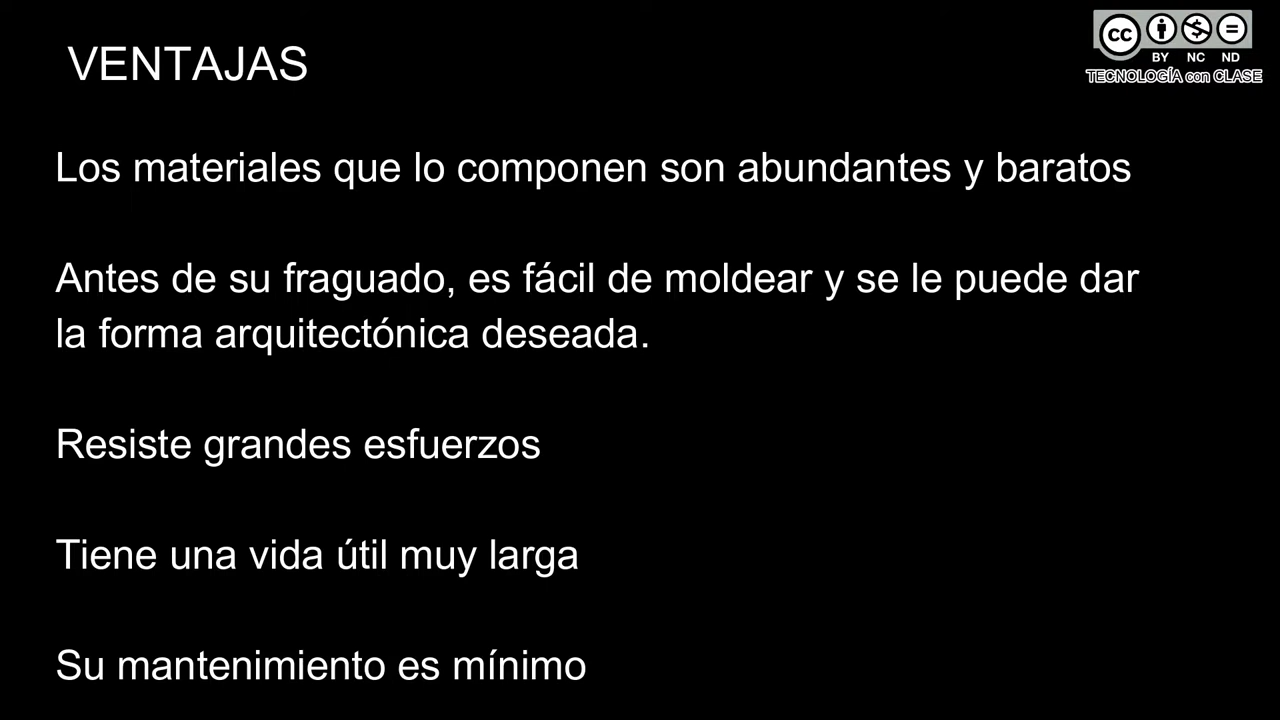 VENTAJAS
cc
BY NC ND
TECNOLOGÍA con CLASE
Los materiales que lo componen son abundantes y baratos
Antes de su fraguado, es fácil de moldear y se le puede dar
la forma arquitectónica deseada.
Resiste grandes esfuerzos
Tiene una vida útil muy larga
Su mantenimiento es mínimo